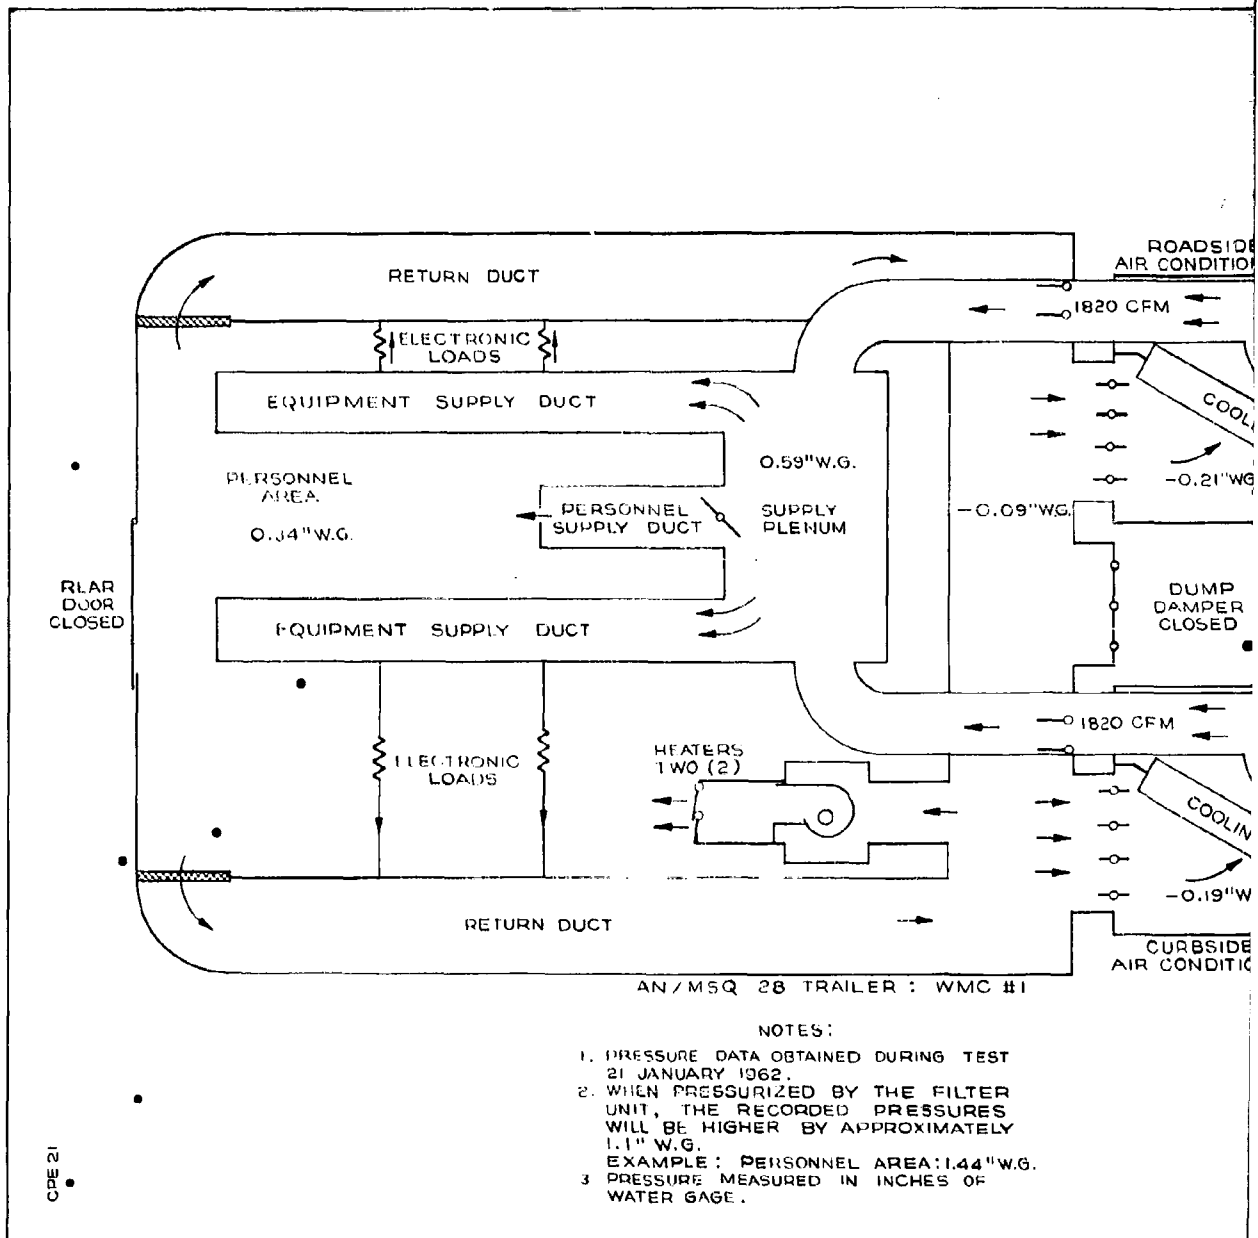 ROADSIDE
AIR CONDITIO
RETURN DUCT
1820 CFM
ELECTRONIC
LOADS
EQUIPMENT SUPPLY DUCT
COOL
0.59"W.G.
-0.21"WG
PERSONNEL
AREA
0.34"W.G.
PERSONNEL
SUPPLY DUCT
SUPPLY
PLENUM
-0.09"WG.
REAR
DOOR
CLOSED
DUMP
DAMPER
CLOSED
EQUIPMENT SUPPLY DUCT
1820 CFM
HEATERS
TWO (2)
ELECTRONIC
LOADS
COOLIN
-0.19"W
RETURN DUCT
CURBSIDE
AIR CONDITIO
AN/MSQ 28 TRAILER : WMC #1
NOTES:
1. PRESSURE DATA OBTAINED DURING TEST
21 JANUARY 1962.
2. WHEN PRESSURIZED BY THE FILTER
UNIT, THE RECORDED PRESSURES
WILL BE HIGHER BY APPROXIMATELY
1.1" W.G.
EXAMPLE: PERSONNEL AREA: 1.44"W.G.
3 PRESSURE MEASURED IN INCHES OF
WATER GAGE.
CPE 21